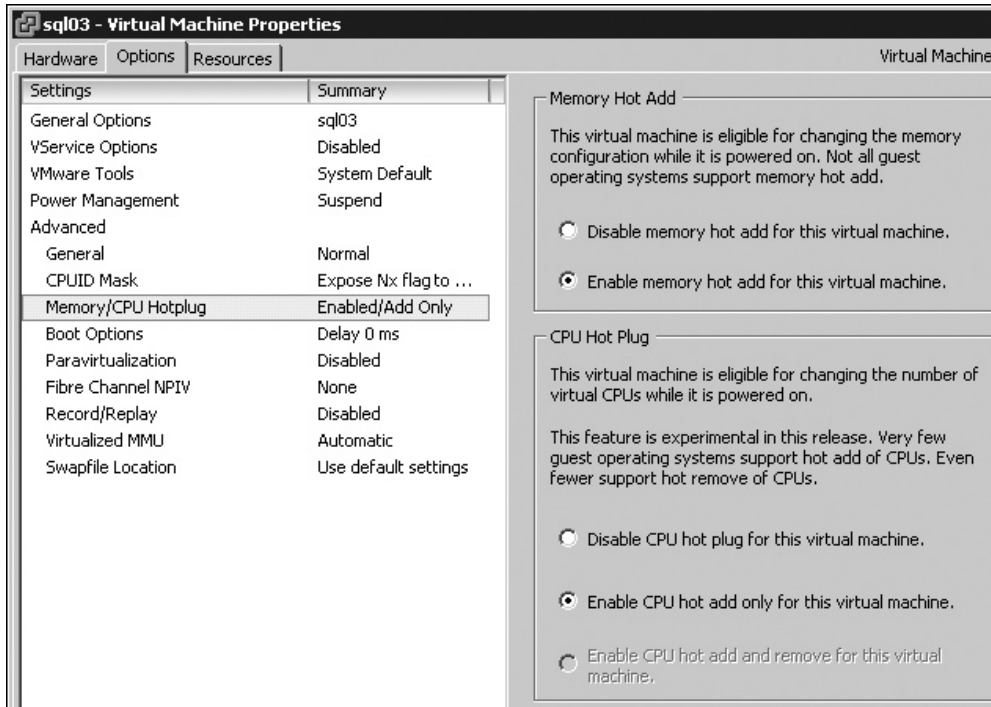 sql03 - Virtual Machine Properties
Hardware Options Resources Virtual Machine
Settings Summary
General Options sql03
VService Options Disabled
VMware Tools System Default
Power Management Suspend
Advanced
General Normal
CPUID Mask Expose Nx flag to ...
Memory/CPU Hotplug Enabled/Add Only
Boot Options Delay 0 ms
Paravirtualization Disabled
Fibre Channel NPIV None
Record/Replay Disabled
Virtualized MMU Automatic
Swapfile Location Use default settings
Memory Hot Add
This virtual machine is eligible for changing the memory
configuration while it is powered on. Not all guest
operating systems support memory hot add.
Disable memory hot add for this virtual machine.
Enable memory hot add for this virtual machine.
CPU Hot Plug
This virtual machine is eligible for changing the number of
virtual CPUs while it is powered on.
This feature is experimental in this release. Very few
guest operating systems support hot add of CPUs. Even
fewer support hot remove of CPUs.
Disable CPU hot plug for this virtual machine.
Enable CPU hot add only for this virtual machine.
Enable CPU hot add and remove for this virtual
machine.